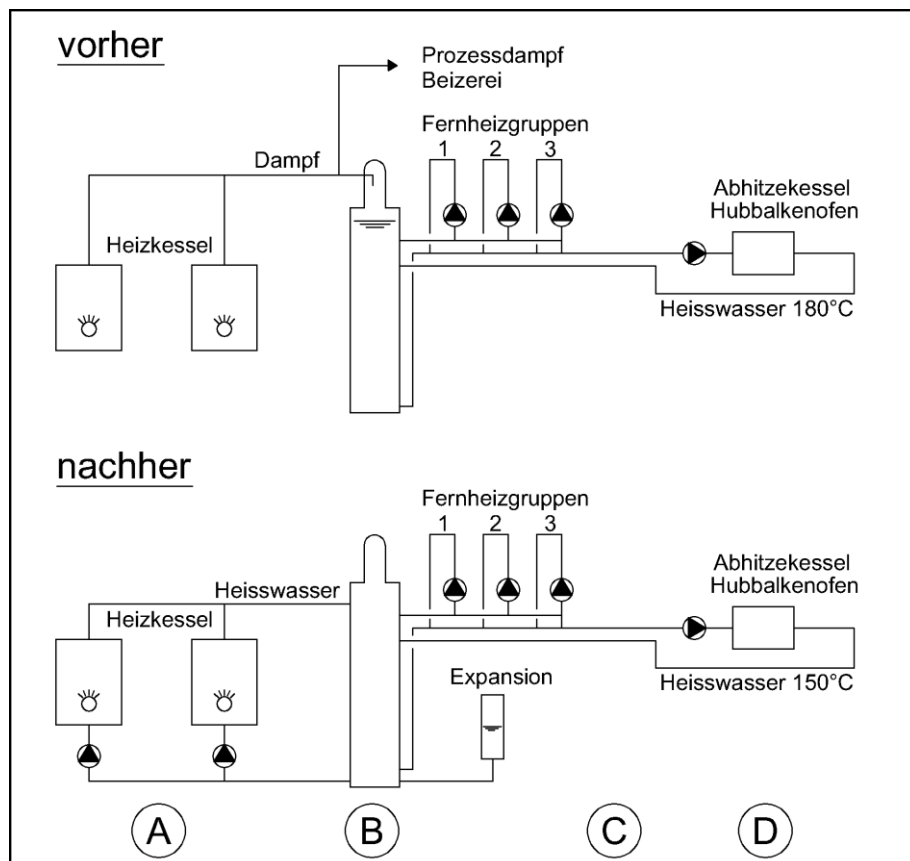 vorher
Prozessdampf
Beizerei
Fernheizgruppen
1 2 3
Dampf
Abhitzekessel
Hubbalkenofen
Heizkessel
Heisswasser 180°C
nachher
Fernheizgruppen
1 2 3
Abhitzekessel
Hubbalkenofen
Heisswasser
Heizkessel
Expansion
Heisswasser 150°C
A B C D